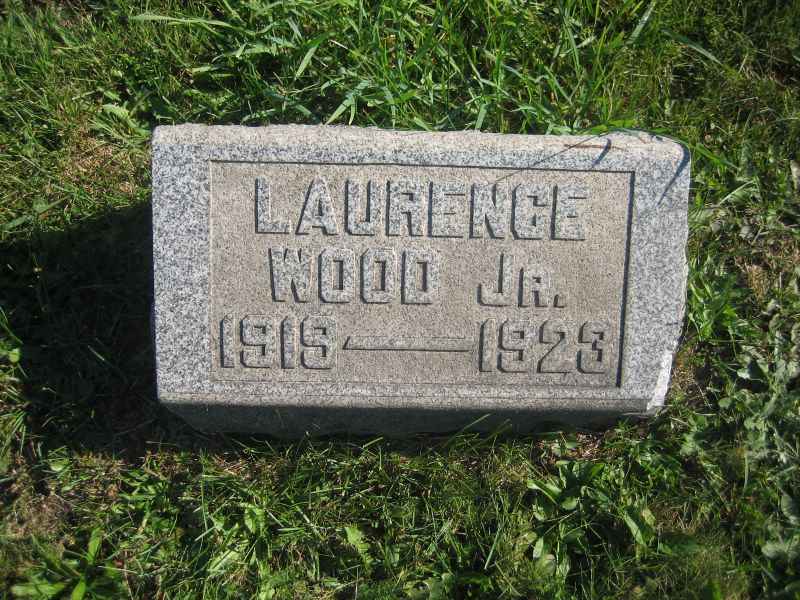 LAURENCE
WOOD JR.
1919 — 1923